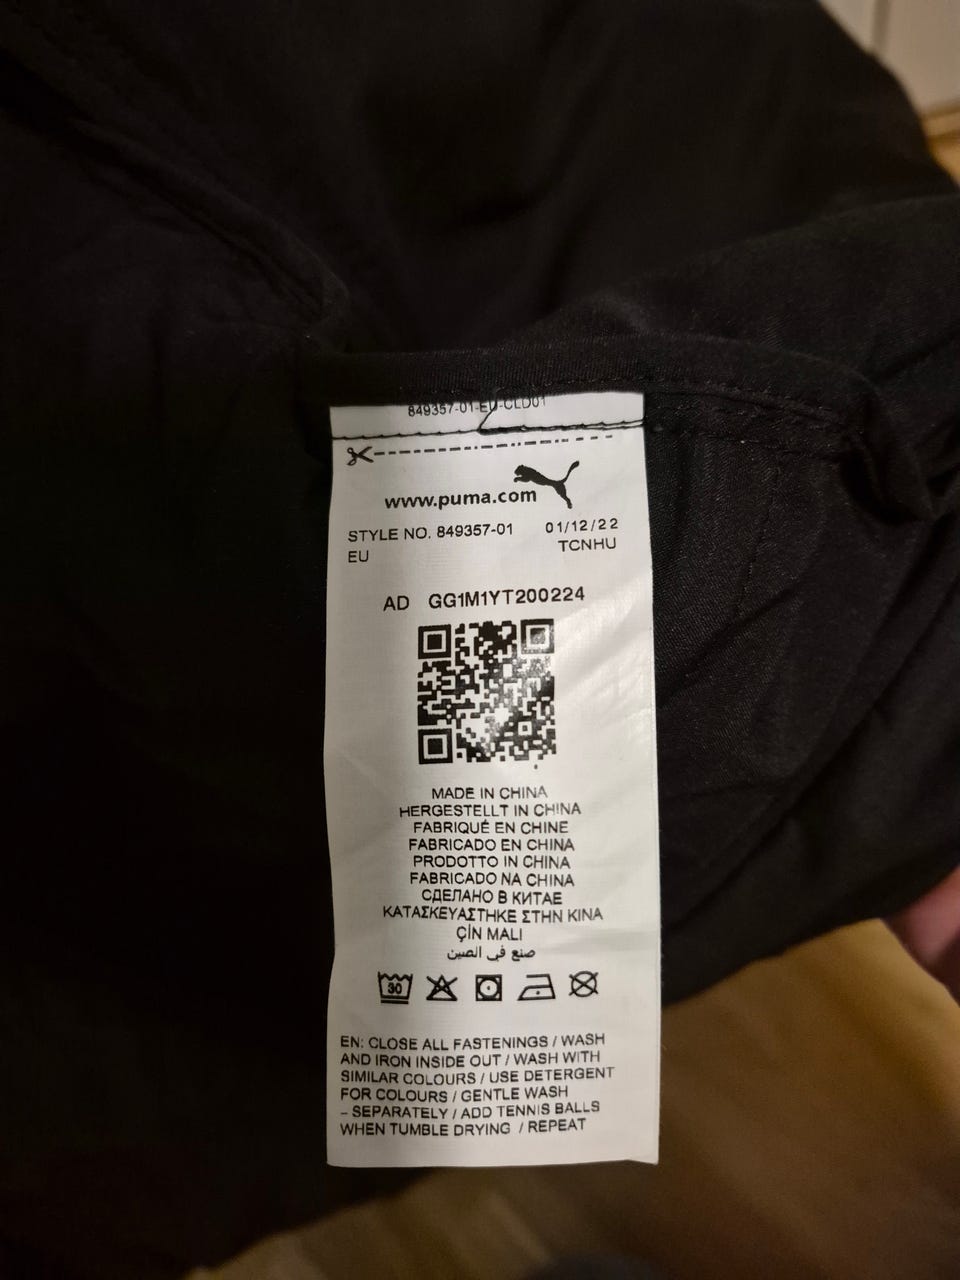 849357-01-EU-CLD01
www.puma.com
STYLE NO. 849357-01 01/12/22
EU TCNHU
AD GG1M1YT200224
MADE IN CHINA
HERGESTELLT IN CHINA
FABRIQUÉ EN CHINE
FABRICADO EN CHINA
PRODOTTO IN CHINA
FABRICADO NA CHINA
СДЕЛАНО В КИТАЕ
ΚΑΤΑΣΚΕΥΑΣΤΗΚΕ ΣΤΗΝ ΚΙΝΑ
ÇİN MALI
صنع في الصين
30
EN: CLOSE ALL FASTENINGS / WASH
AND IRON INSIDE OUT / WASH WITH
SIMILAR COLOURS / USE DETERGENT
FOR COLOURS / GENTLE WASH
– SEPARATELY / ADD TENNIS BALLS
WHEN TUMBLE DRYING / REPEAT